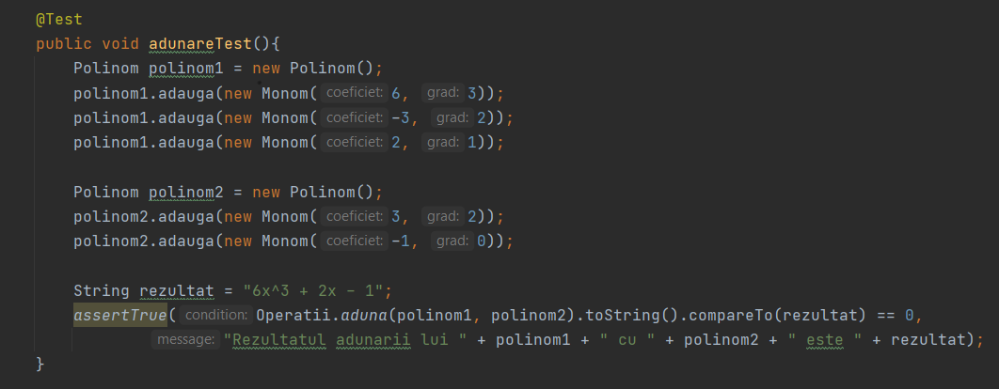 @Test
public void adunareTest(){
Polinom polinom1 = new Polinom();
polinom1.adauga(new Monom( coeficiet: 6, grad: 3));
polinom1.adauga(new Monom( coeficiet: -3, grad: 2));
polinom1.adauga(new Monom( coeficiet: 2, grad: 1));
Polinom polinom2 = new Polinom();
polinom2.adauga(new Monom( coeficiet: 3, grad: 2));
polinom2.adauga(new Monom( coeficiet: -1, grad: 0));
String rezultat = "6x^3 + 2x - 1";
assertTrue( condition: Operatii.aduna(polinom1, polinom2).toString().compareTo(rezultat) == 0,
message: "Rezultatul adunarii lui " + polinom1 + " cu " + polinom2 + " este " + rezultat);
}